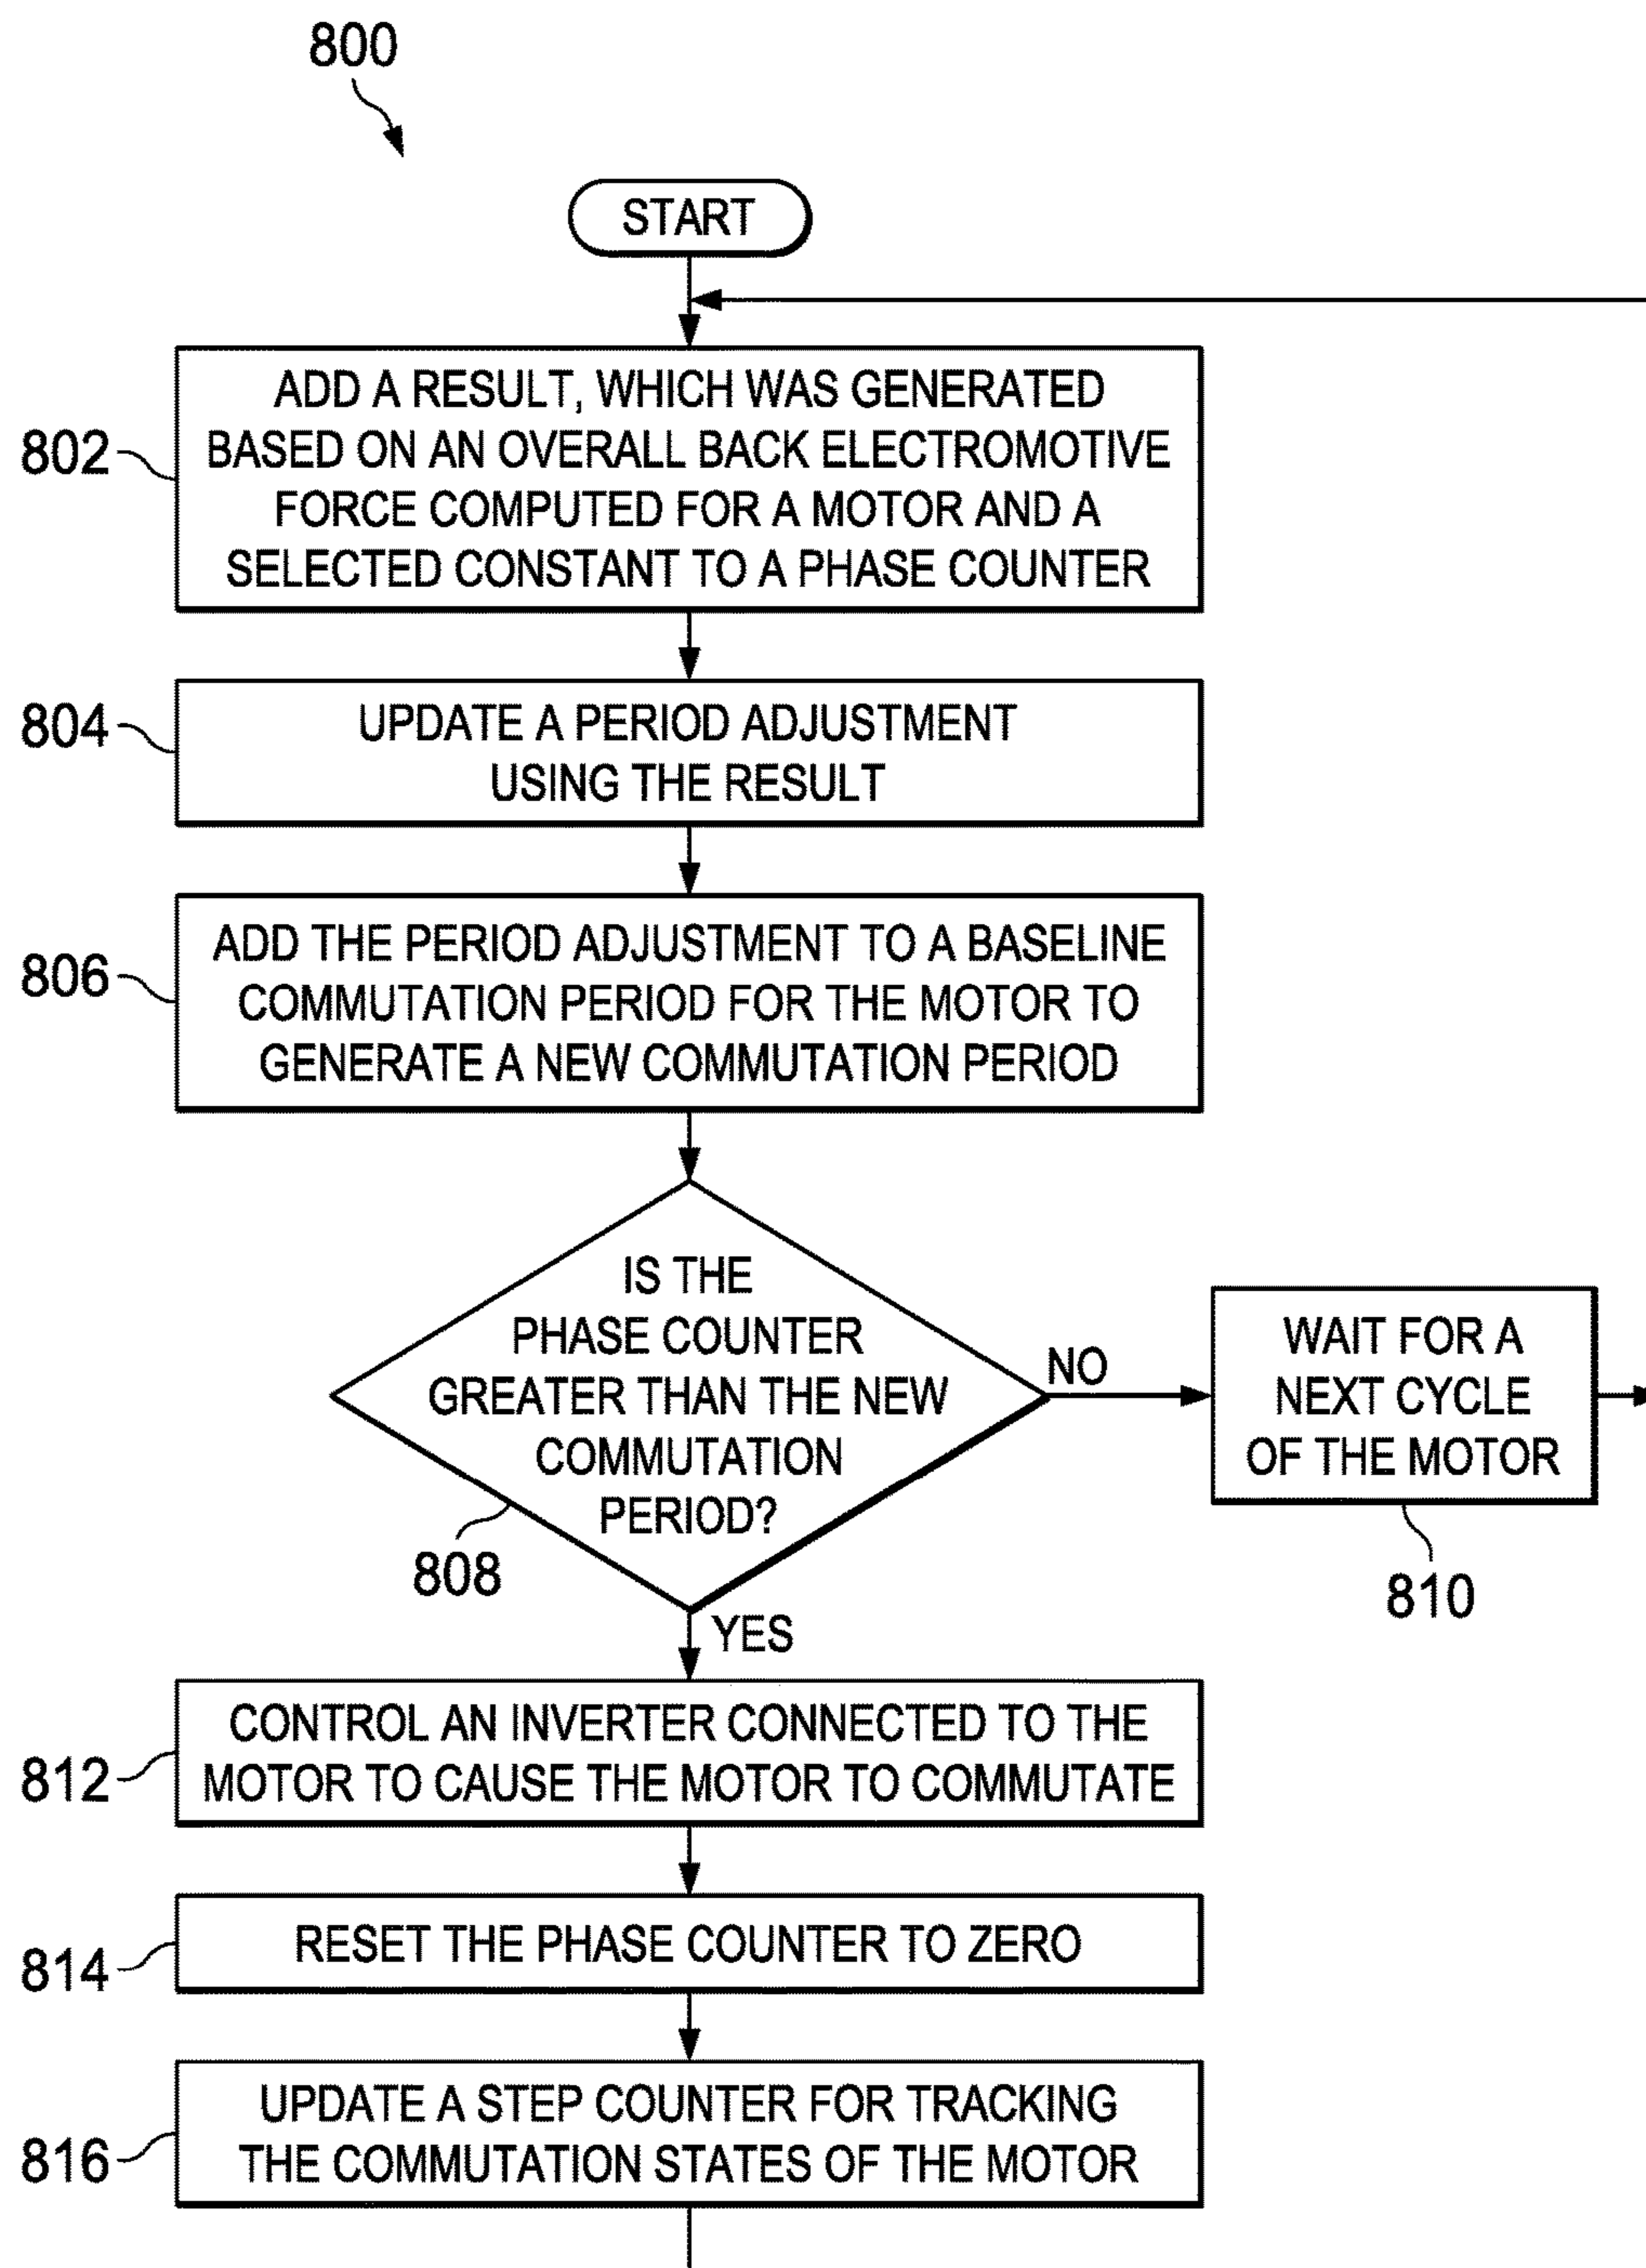 800
START
802
ADD A RESULT, WHICH WAS GENERATED
BASED ON AN OVERALL BACK ELECTROMOTIVE
FORCE COMPUTED FOR A MOTOR AND A
SELECTED CONSTANT TO A PHASE COUNTER
804
UPDATE A PERIOD ADJUSTMENT
USING THE RESULT
806
ADD THE PERIOD ADJUSTMENT TO A BASELINE
COMMUTATION PERIOD FOR THE MOTOR TO
GENERATE A NEW COMMUTATION PERIOD
IS THE
PHASE COUNTER
GREATER THAN THE NEW
COMMUTATION
PERIOD?
808
NO
WAIT FOR A
NEXT CYCLE
OF THE MOTOR
810
YES
812
CONTROL AN INVERTER CONNECTED TO THE
MOTOR TO CAUSE THE MOTOR TO COMMUTATE
814
RESET THE PHASE COUNTER TO ZERO
816
UPDATE A STEP COUNTER FOR TRACKING
THE COMMUTATION STATES OF THE MOTOR